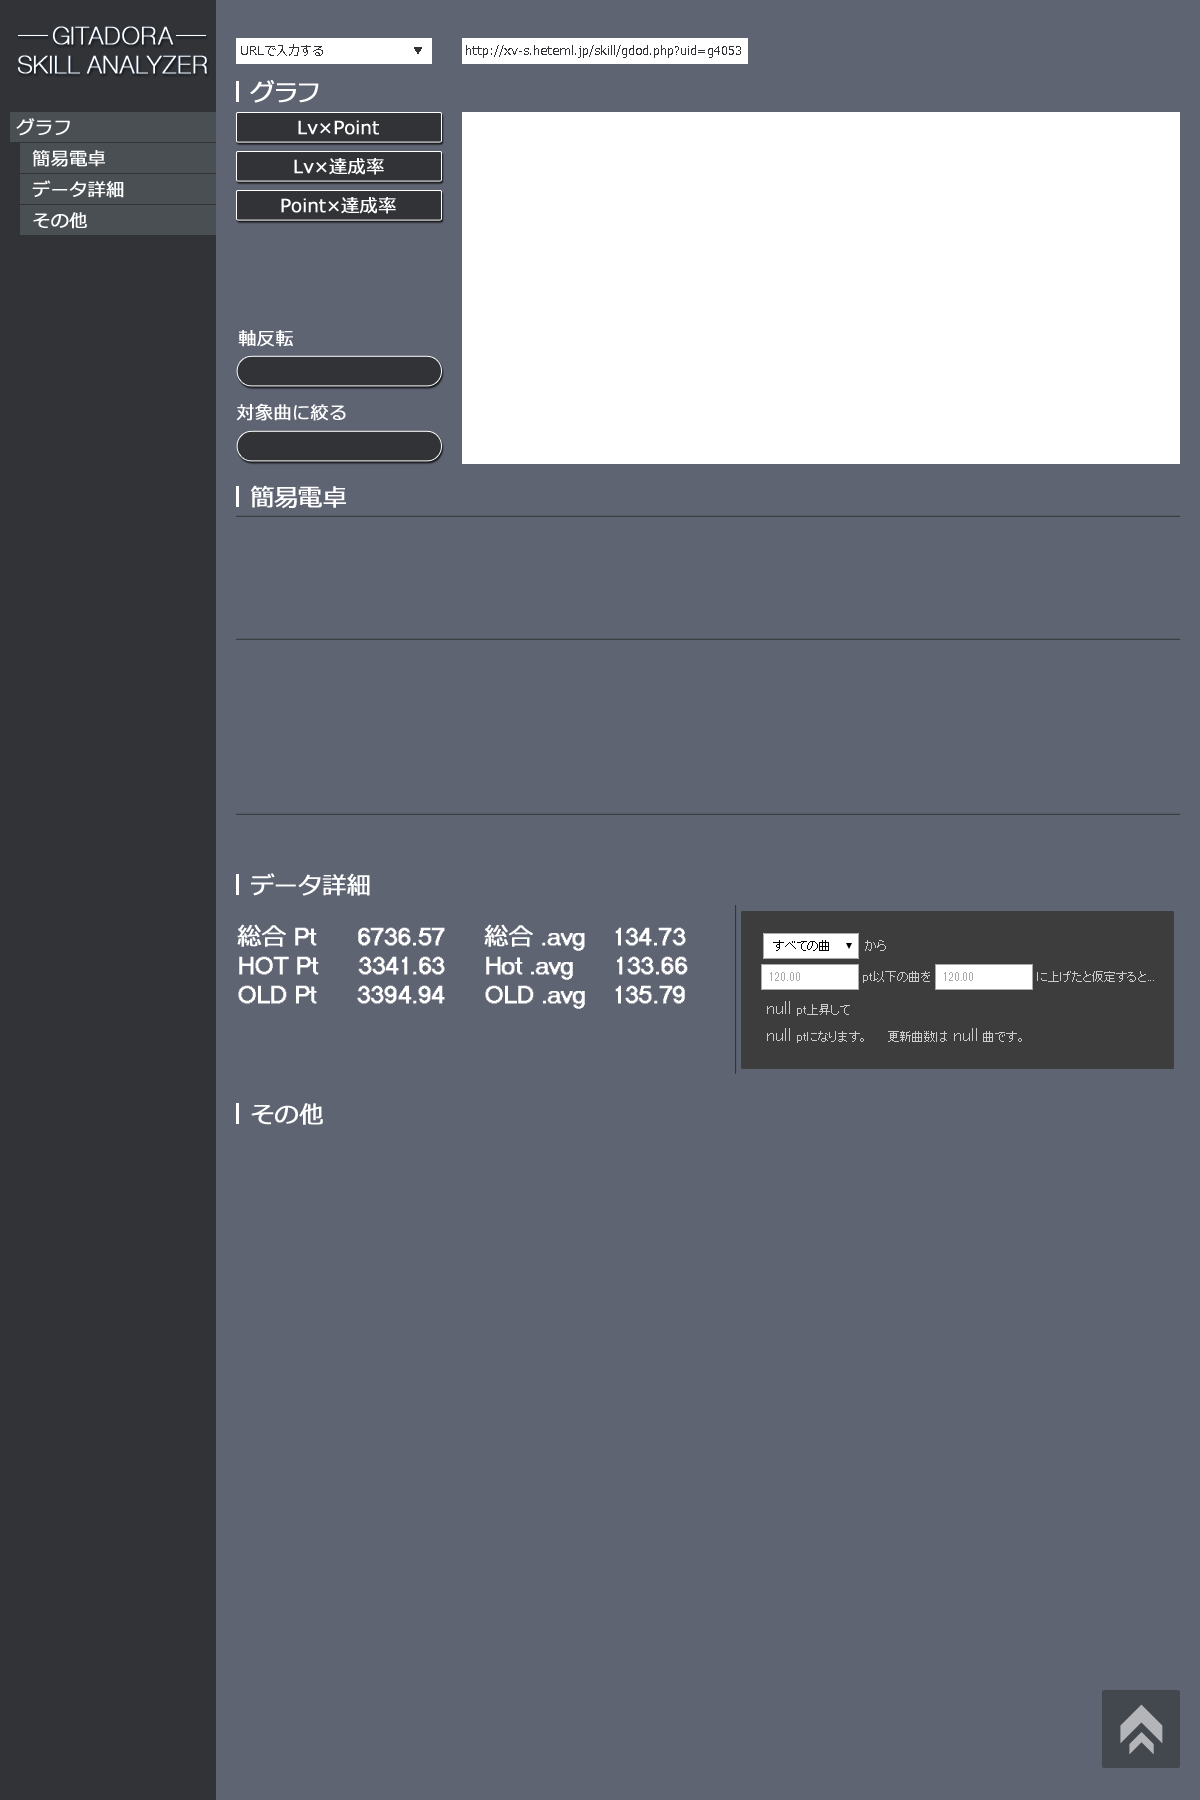 GITADORA
SKILL ANALYZER
グラフ
簡易電卓
データ詳細
その他
URLで入力する ▼
http://xv-s.heteml.jp/skill/gdod.php?uid=g4053
グラフ
Lv×Point
Lv×達成率
Point×達成率
軸反転
対象曲に絞る
簡易電卓
データ詳細
総合 Pt 6736.57 総合 .avg 134.73
HOT Pt 3341.63 Hot .avg 133.66
OLD Pt 3394.94 OLD .avg 135.79
すべての曲 ▼ から
120.00 pt以下の曲を 120.00 に上げたと仮定すると...
null pt上昇して
null ptになります。 更新曲数は null 曲です。
その他